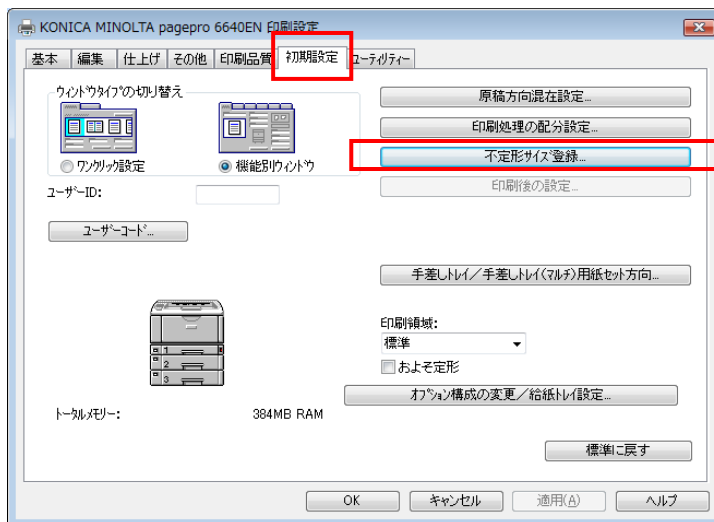 KONICA MINOLTA pagepro 6640EN 印刷設定
基本 編集 仕上げ その他 印刷品質 初期設定 ユーティリティー
ウィンドウタイプの切り替え
ワンクリック設定 機能別ウィンドウ
原稿方向混在設定...
印刷処理の配分設定...
不定形サイズ登録...
印刷後の設定...
ユーザーID:
ユーザーコード...
手差しトレイ/手差しトレイ(マルチ)用紙セット方向...
印刷領域:
標準
およそ定形
オプション構成の変更/給紙トレイ設定...
1
2
3
トータルメモリー: 384MB RAM
標準に戻す
OK キャンセル 適用(A) ヘルプ